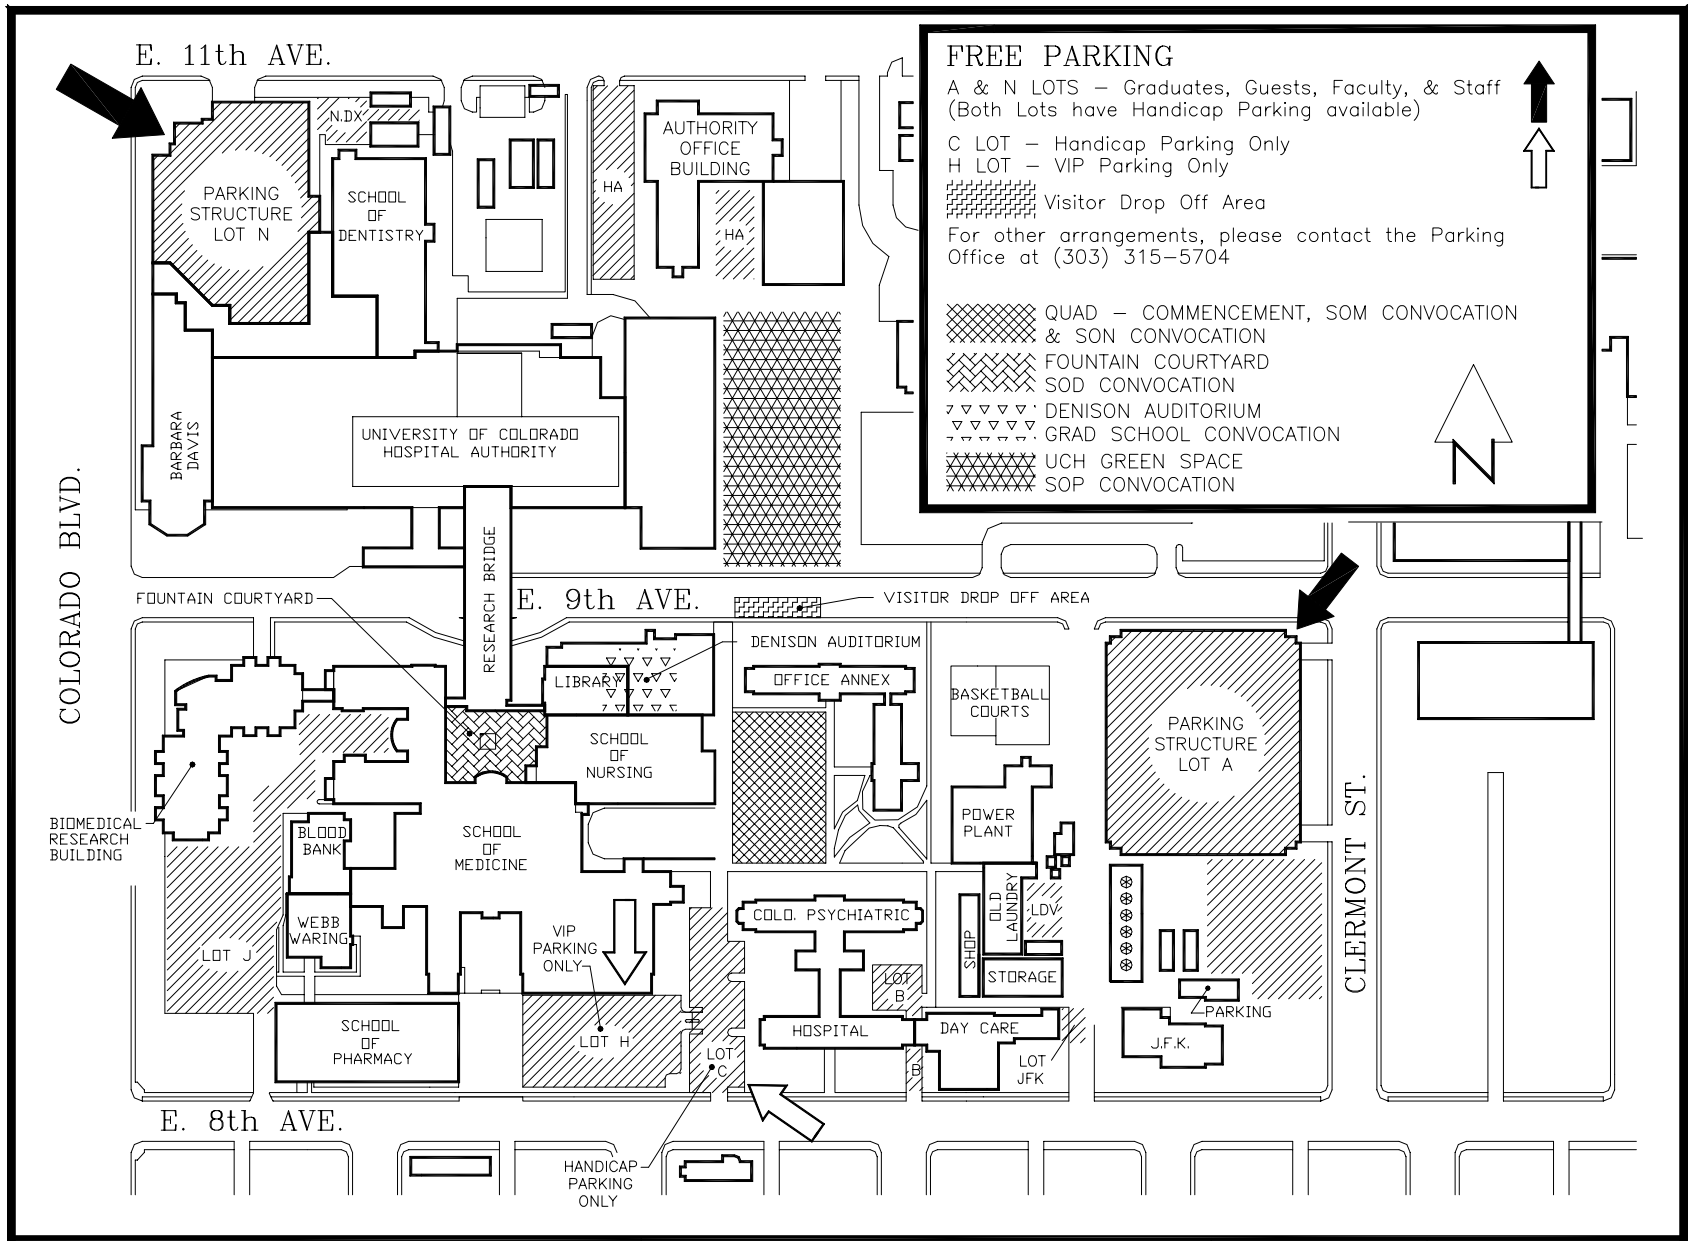 E. 11th AVE.
FREE PARKING
A & N LOTS – Graduates, Guests, Faculty, & Staff
(Both Lots have Handicap Parking available)
C LOT – Handicap Parking Only
H LOT – VIP Parking Only
Visitor Drop Off Area
For other arrangements, please contact the Parking
Office at (303) 315–5704
QUAD – COMMENCEMENT, SOM CONVOCATION
& SON CONVOCATION
FOUNTAIN COURTYARD
SOD CONVOCATION
DENISON AUDITORIUM
GRAD SCHOOL CONVOCATION
UCH GREEN SPACE
SOP CONVOCATION
N
N.DX
PARKING
STRUCTURE
LOT N
SCHOOL
OF
DENTISTRY
HA
AUTHORITY
OFFICE
BUILDING
HA
BARBARA
DAVIS
UNIVERSITY OF COLORADO
HOSPITAL AUTHORITY
COLORADO BLVD.
RESEARCH BRIDGE
FOUNTAIN COURTYARD
E. 9th AVE.
VISITOR DROP OFF AREA
DENISON AUDITORIUM
LIBRARY
OFFICE ANNEX
BASKETBALL
COURTS
PARKING
STRUCTURE
LOT A
SCHOOL
OF
NURSING
BIOMEDICAL
RESEARCH
BUILDING
BLOOD
BANK
SCHOOL
OF
MEDICINE
POWER
PLANT
CLERMONT ST.
OLD
LAUNDRY
LDV
WEBB
WARING
LOT J
VIP
PARKING
ONLY
COLO. PSYCHIATRIC
SHOP
STORAGE
LOT
B
PARKING
SCHOOL
OF
PHARMACY
LOT H
LOT
C
HOSPITAL
DAY CARE
B
LOT
JFK
J.F.K.
E. 8th AVE.
HANDICAP
PARKING
ONLY